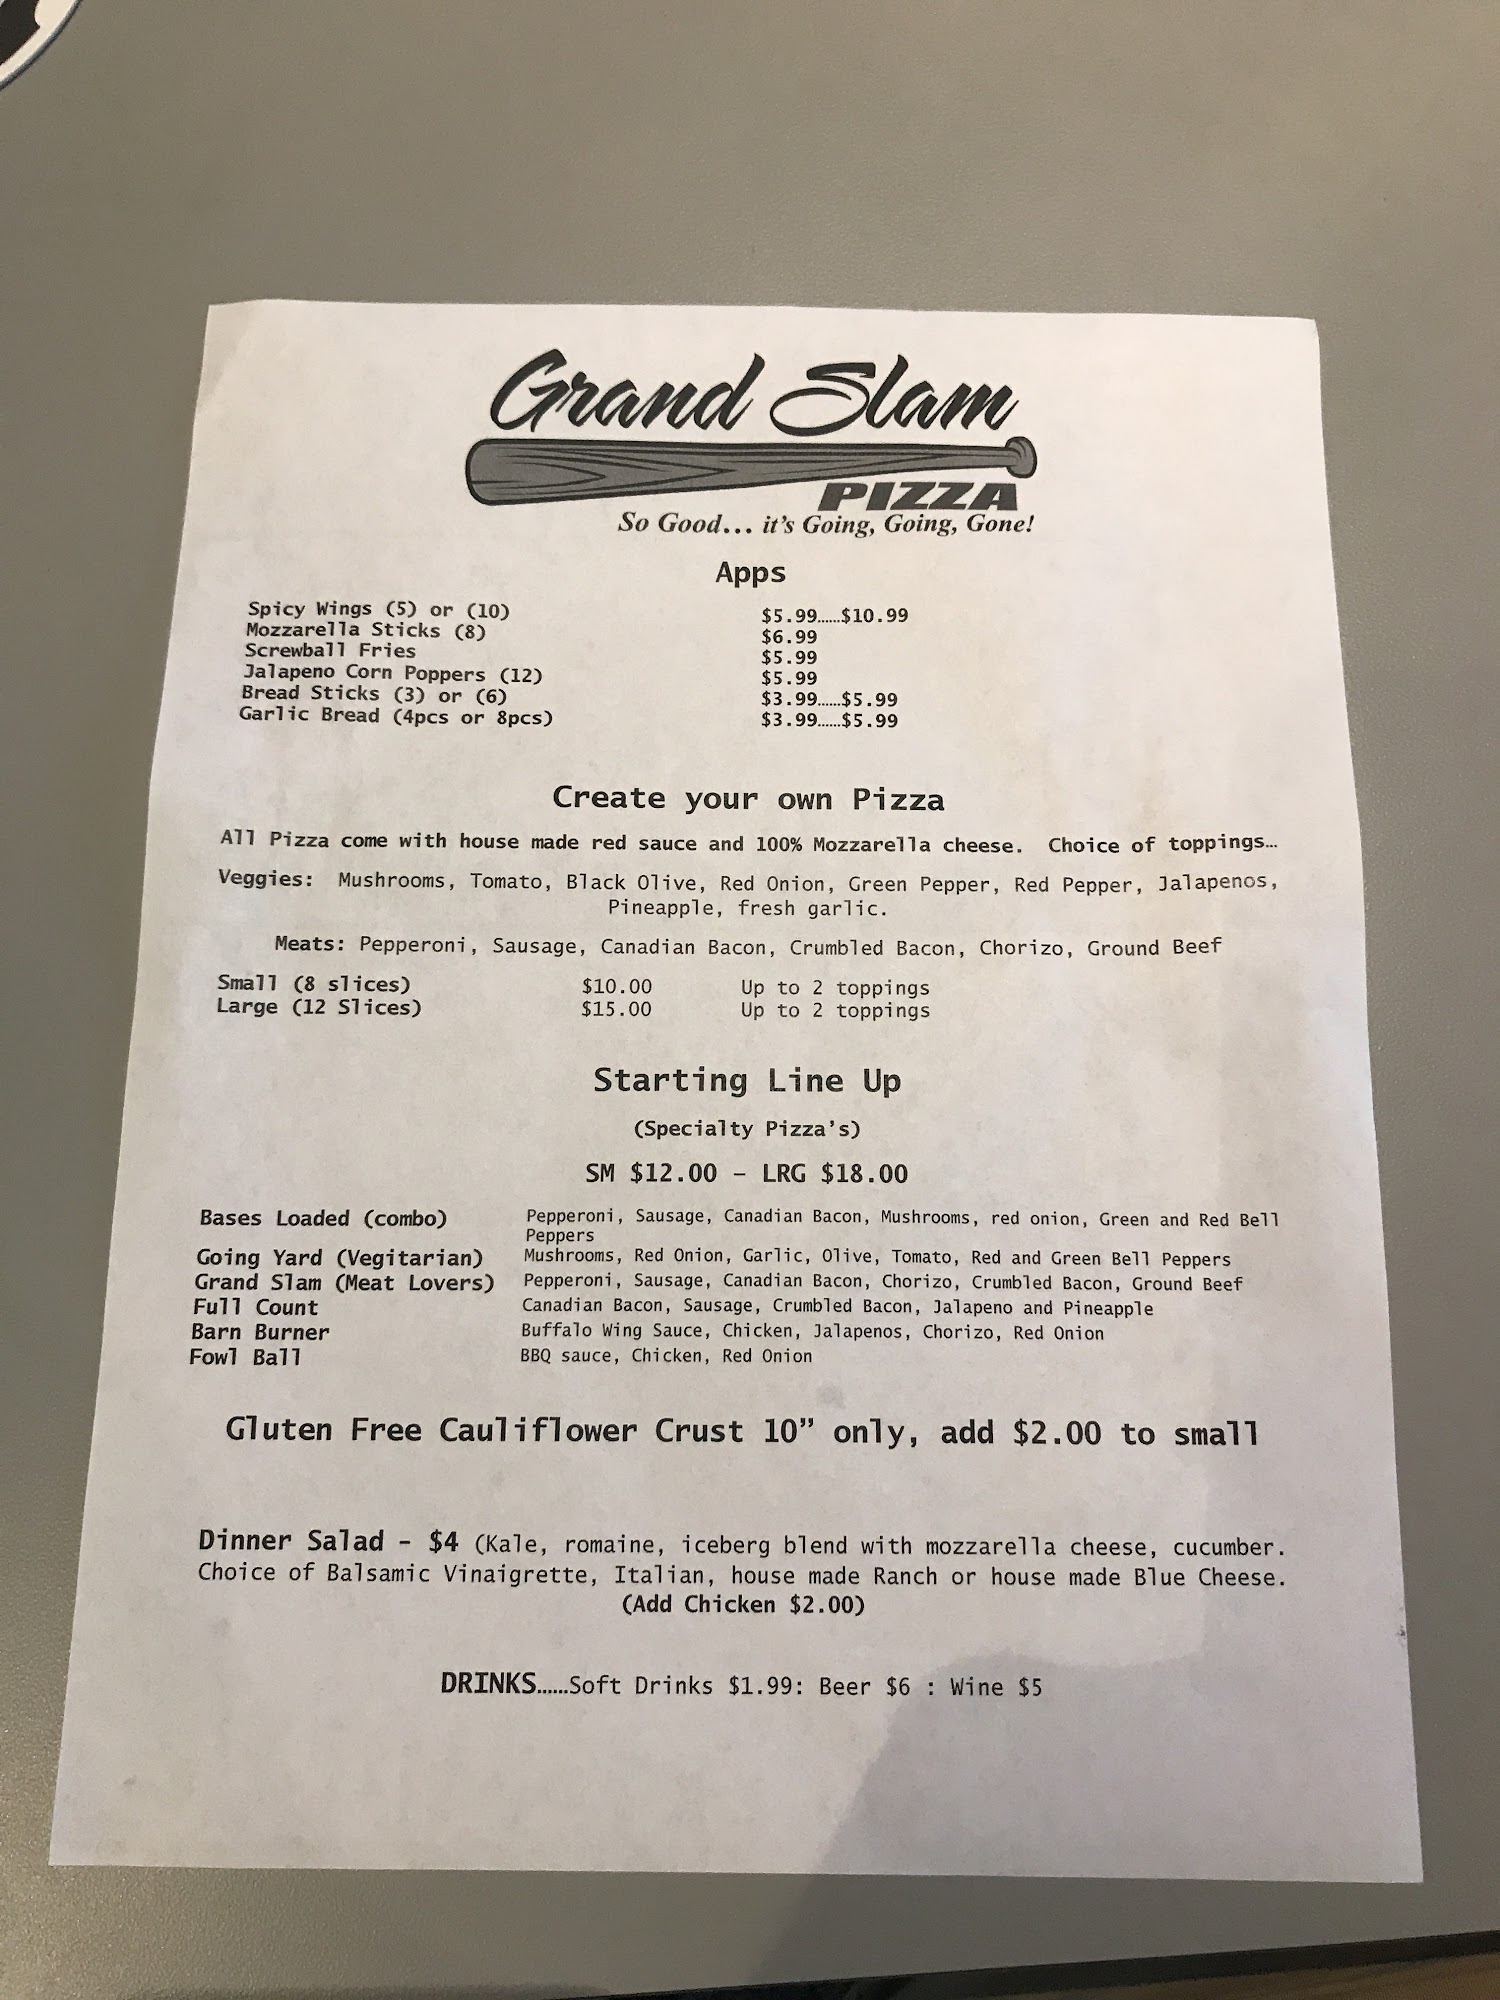 Grand Slam
PIZZA
So Good... it's Going, Going, Gone!
Apps
Spicy Wings (5) or (10) $5.99......$10.99
Mozzarella Sticks (8) $6.99
Screwball Fries $5.99
Jalapeno Corn Poppers (12) $5.99
Bread Sticks (3) or (6) $3.99......$5.99
Garlic Bread (4pcs or 8pcs) $3.99......$5.99
Create your own Pizza
All Pizza come with house made red sauce and 100% Mozzarella cheese. Choice of toppings…
Veggies: Mushrooms, Tomato, Black Olive, Red Onion, Green Pepper, Red Pepper, Jalapenos,
Pineapple, fresh garlic.
Meats: Pepperoni, Sausage, Canadian Bacon, Crumbled Bacon, Chorizo, Ground Beef
Small (8 slices) $10.00 Up to 2 toppings
Large (12 Slices) $15.00 Up to 2 toppings
Starting Line Up
(Specialty Pizza's)
SM $12.00 – LRG $18.00
Bases Loaded (combo) Pepperoni, Sausage, Canadian Bacon, Mushrooms, red onion, Green and Red Bell
Peppers
Going Yard (Vegitarian) Mushrooms, Red Onion, Garlic, Olive, Tomato, Red and Green Bell Peppers
Grand Slam (Meat Lovers) Pepperoni, Sausage, Canadian Bacon, Chorizo, Crumbled Bacon, Ground Beef
Full Count Canadian Bacon, Sausage, Crumbled Bacon, Jalapeno and Pineapple
Barn Burner Buffalo Wing Sauce, Chicken, Jalapenos, Chorizo, Red Onion
Fowl Ball BBQ sauce, Chicken, Red Onion
Gluten Free Cauliflower Crust 10” only, add $2.00 to small
Dinner Salad – $4 (Kale, romaine, iceberg blend with mozzarella cheese, cucumber.
Choice of Balsamic Vinaigrette, Italian, house made Ranch or house made Blue Cheese.
(Add Chicken $2.00)
DRINKS......Soft Drinks $1.99: Beer $6 : Wine $5